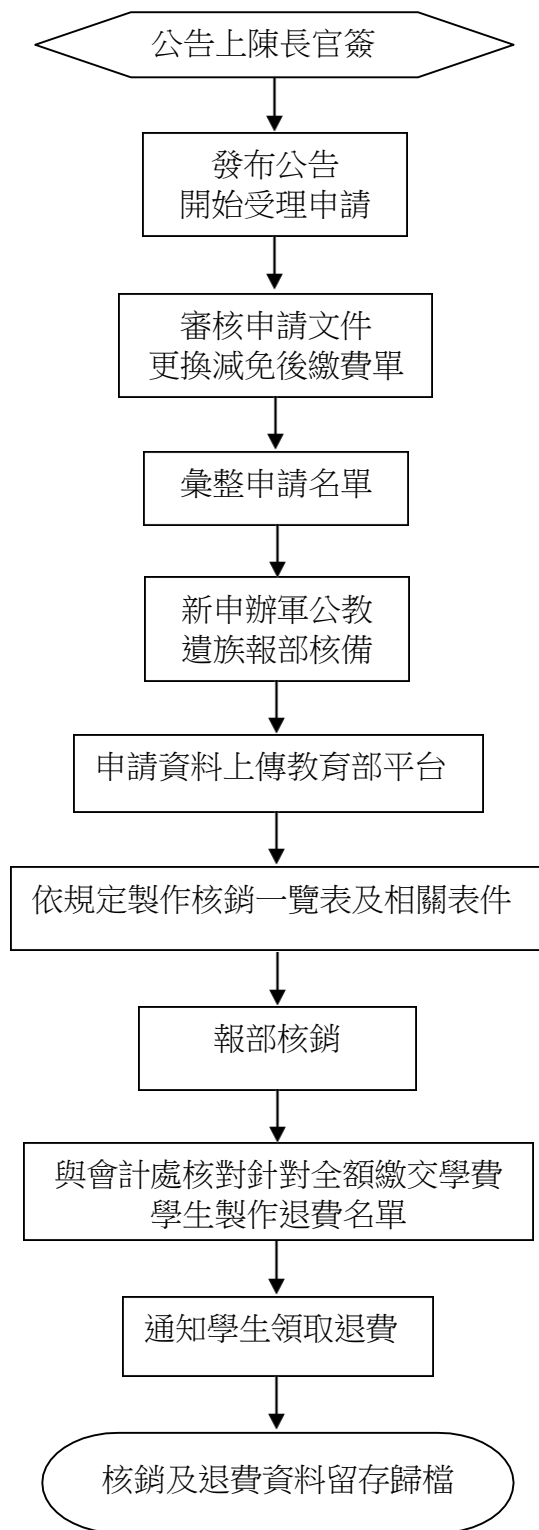 公告上陳長官簽
發布公告
開始受理申請
審核申請文件
更換減免後繳費單
彙整申請名單
新申辦軍公教
遺族報部核備
申請資料上傳教育部平台
依規定製作核銷一覽表及相關表件
報部核銷
與會計處核對針對全額繳交學費
學生製作退費名單
通知學生領取退費
核銷及退費資料留存歸檔